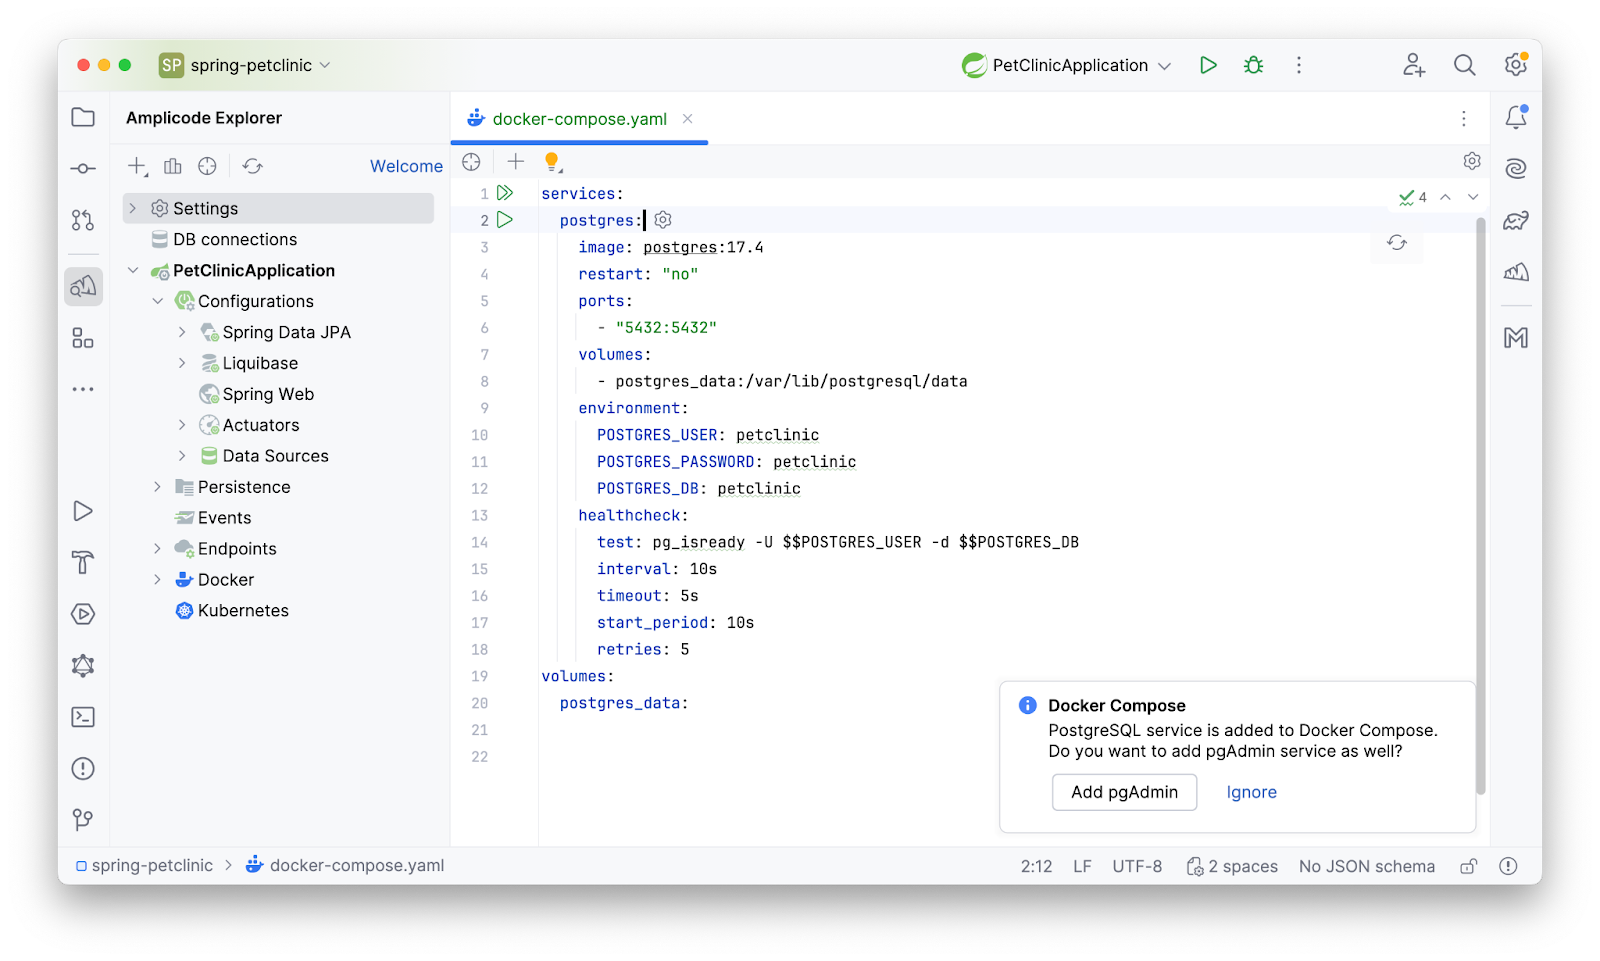 SP spring-petclinic
PetClinicApplication
Amplicode Explorer
Welcome
Settings
DB connections
PetClinicApplication
Configurations
Spring Data JPA
Liquibase
Spring Web
Actuators
Data Sources
Persistence
Events
Endpoints
Docker
Kubernetes
docker-compose.yaml
4
1 services:
2   postgres:
3     image: postgres:17.4
4     restart: "no"
5     ports:
6       - "5432:5432"
7     volumes:
8       - postgres_data:/var/lib/postgresql/data
9     environment:
10       POSTGRES_USER: petclinic
11       POSTGRES_PASSWORD: petclinic
12       POSTGRES_DB: petclinic
13     healthcheck:
14       test: pg_isready -U $$POSTGRES_USER -d $$POSTGRES_DB
15       interval: 10s
16       timeout: 5s
17       start_period: 10s
18       retries: 5
19 volumes:
20   postgres_data:
21
22
Docker Compose
PostgreSQL service is added to Docker Compose.
Do you want to add pgAdmin service as well?
Add pgAdmin Ignore
spring-petclinic > docker-compose.yaml
2:12 LF UTF-8 2 spaces No JSON schema